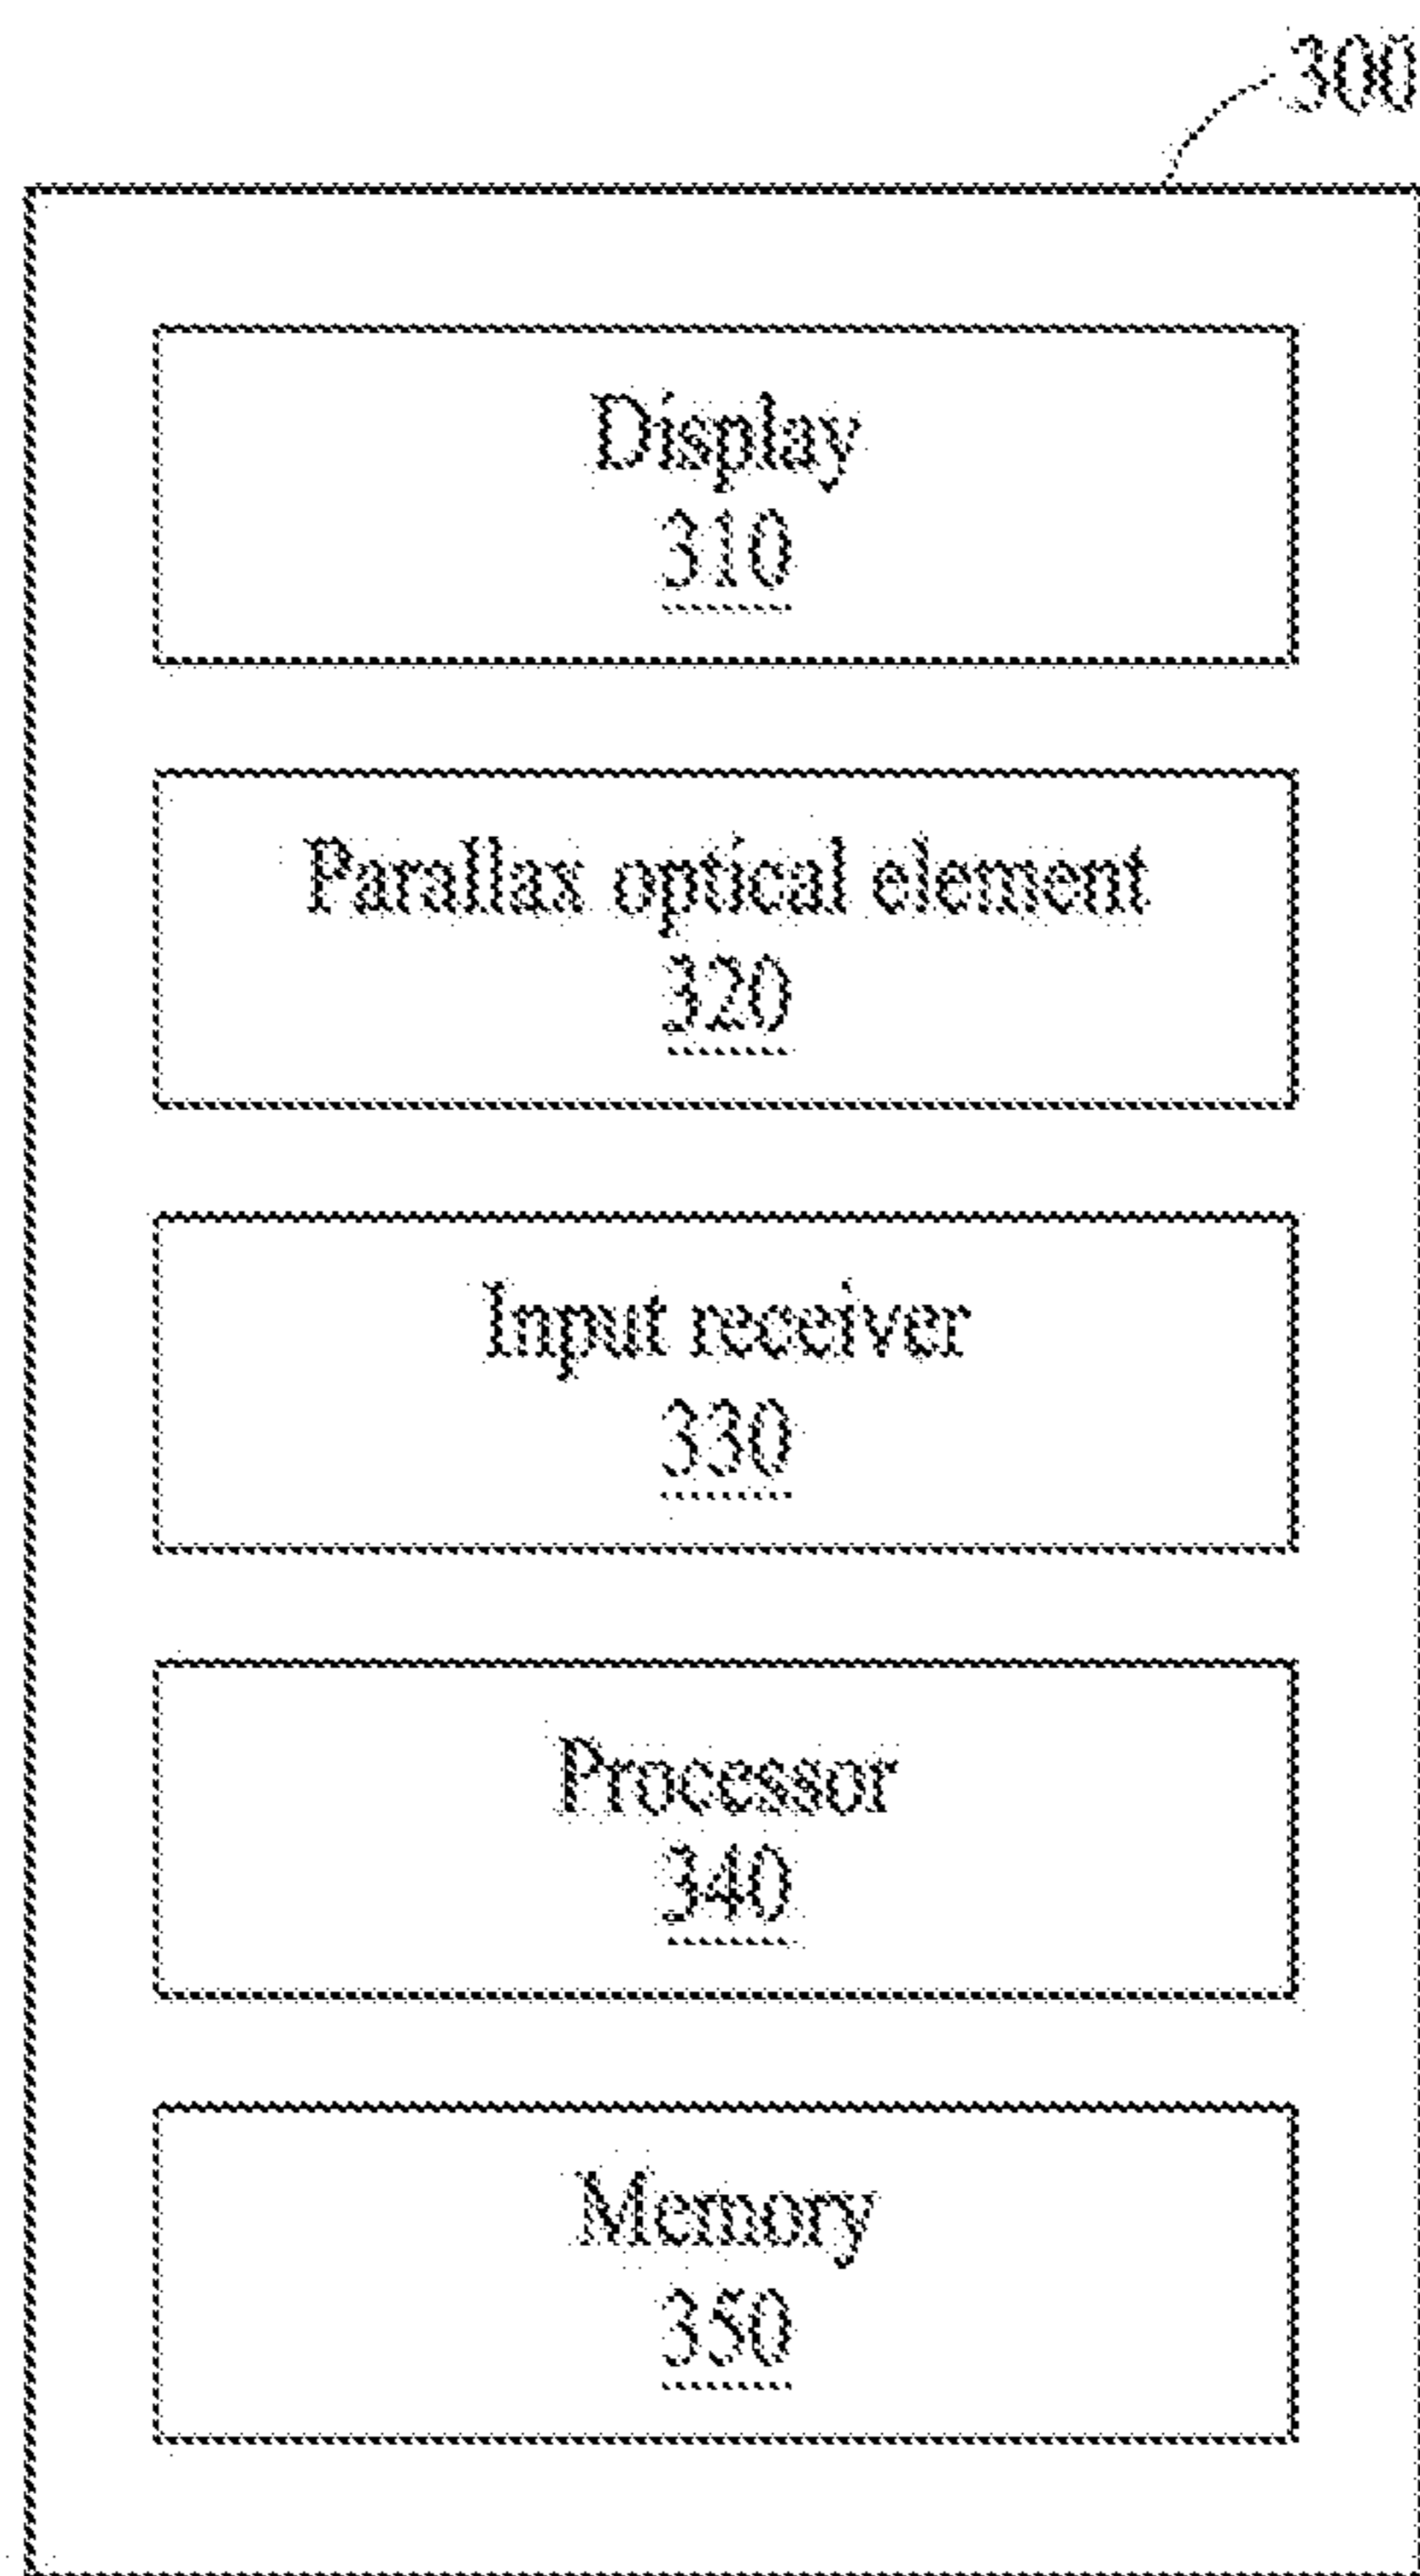 300
Display
310
Parallax optical element
320
Input receiver
330
Processor
340
Memory
350